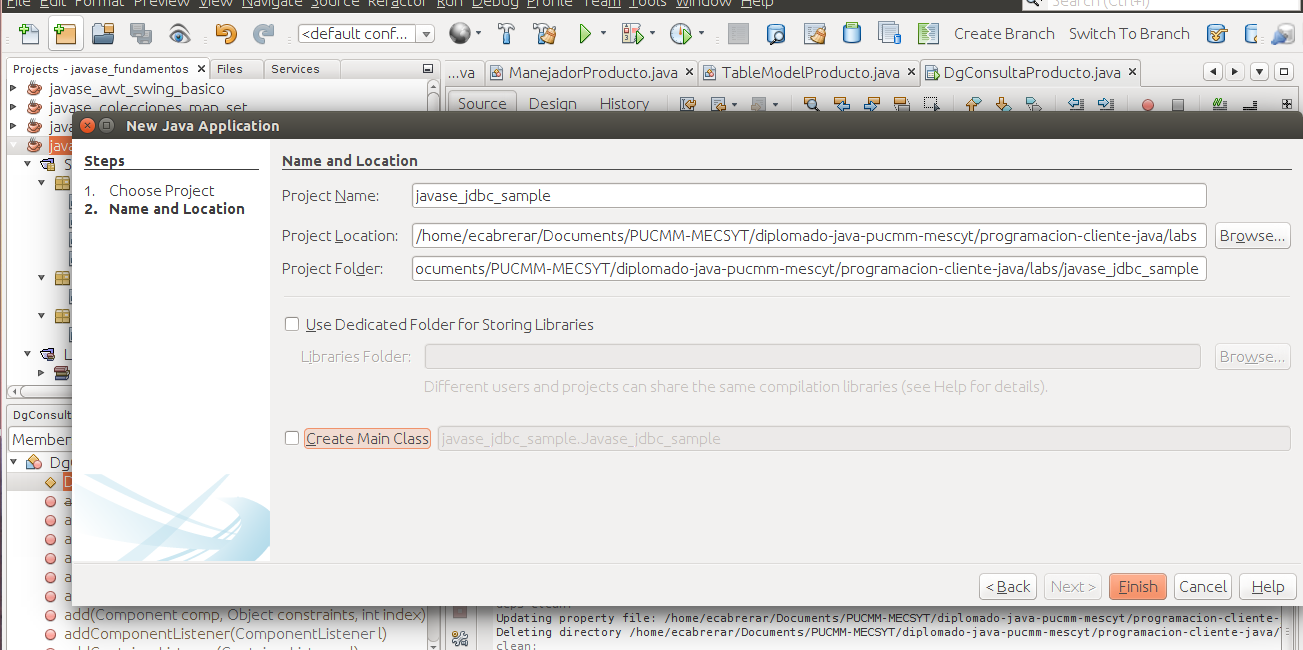 File Edit Format Preview View Navigate Source Refactor Run Debug Profile Team Tools Window Help
Search (Ctrl+I)
<default conf...
Create Branch Switch To Branch
Projects - javase_fundamentos × Files Services
...va ManejadorProducto.java × TableModelProducto.java × DgConsultaProducto.java ×
javase_awt_swing_basico
javase_colecciones_map_set
Source Design History
New Java Application
Steps
1. Choose Project
2. Name and Location
Name and Location
Project Name: javase_jdbc_sample
Project Location: /home/ecabrerar/Documents/PUCMM-MECSYT/diplomado-java-pucmm-mescyt/programacion-cliente-java/labs Browse...
Project Folder: ocuments/PUCMM-MECSYT/diplomado-java-pucmm-mescyt/programacion-cliente-java/labs/javase_jdbc_sample
Use Dedicated Folder for Storing Libraries
Libraries Folder: Browse...
Different users and projects can share the same compilation libraries (see Help for details).
Create Main Class javase_jdbc_sample.Javase_jdbc_sample
DgConsult
Member
< Back Next > Finish Cancel Help
add(Component comp, Object constraints, int index)
addComponentListener(ComponentListener l)
Updating property file: /home/ecabrerar/Documents/PUCMM-MECSYT/diplomado-java-pucmm-mescyt/programacion-cliente-
Deleting directory /home/ecabrerar/Documents/PUCMM-MECSYT/diplomado-java-pucmm-mescyt/programacion-cliente-java/
clean: